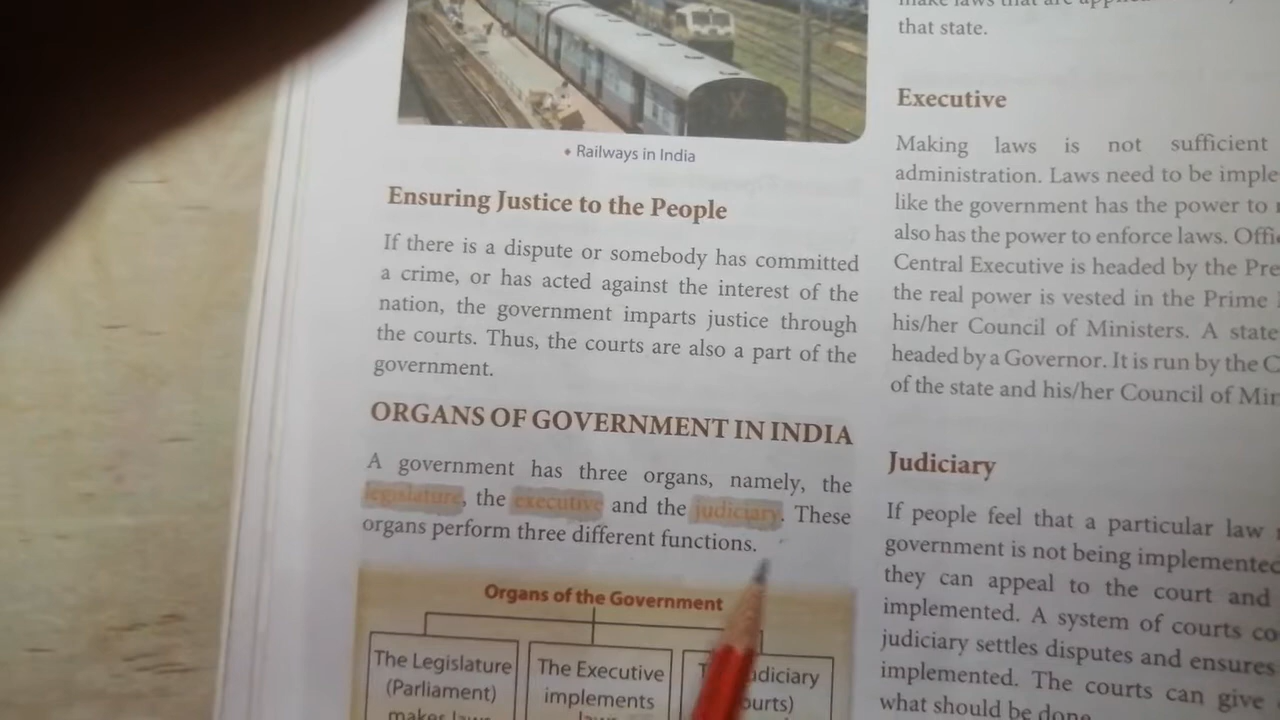 • Railways in India
Ensuring Justice to the People
If there is a dispute or somebody has committed
a crime, or has acted against the interest of the
nation, the government imparts justice through
the courts. Thus, the courts are also a part of the
government.
ORGANS OF GOVERNMENT IN INDIA
A government has three organs, namely, the
legislature, the executive and the judiciary. These
organs perform three different functions.
Organs of the Government
The Legislature
(Parliament)
makes laws
The Executive
implements
laws
that state.
Executive
Making laws is not sufficient
administration. Laws need to be
like the government has the power to
also has the power to enforce laws.
Central Executive is headed by the
the real power is vested in the Prime
his/her Council of Ministers. A state
headed by a Governor. It is run by the
of the state and his/her Council of
Judiciary
If people feel that a particular law
government is not being implemented
they can appeal to the court and
implemented. A system of courts
judiciary settles disputes and ensures
implemented. The courts can give
what should be done